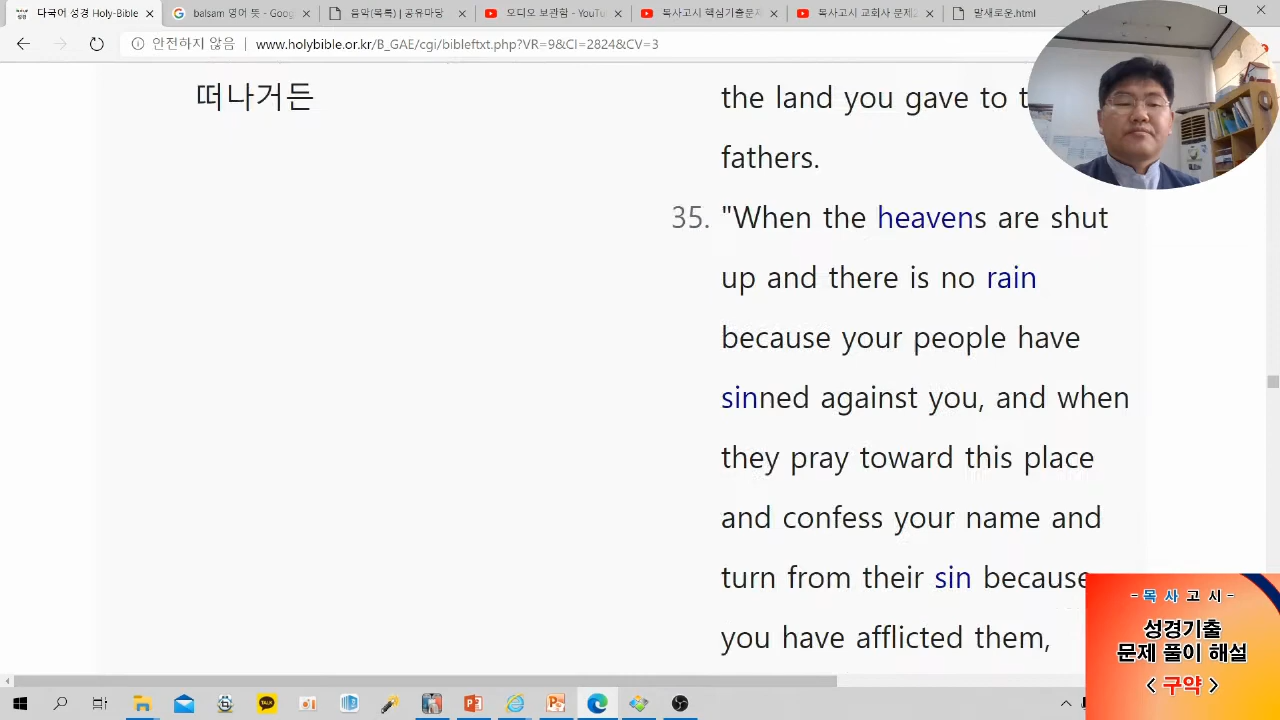 다국어 성경 Holy-Bible
balsam 영어 뜻 - Goog
음악(목록) | 공유마당
오디오 보관함 - YouTu
목사고시 핵심기출문
목사고시 교회사 문제
말새로운.html
안전하지 않음 www.holybible.or.kr/B_GAE/cgi/bibleftxt.php?VR=9&CI=2824&CV=3
떠나거든
the land you gave to
fathers.
35. "When the heavens are shut
up and there is no rain
because your people have
sinned against you, and when
they pray toward this place
and confess your name and
turn from their sin because
you have afflicted them,
- 목 사 고 시 -
성경기출
문제 풀이 해설
< 구약 >
TALK